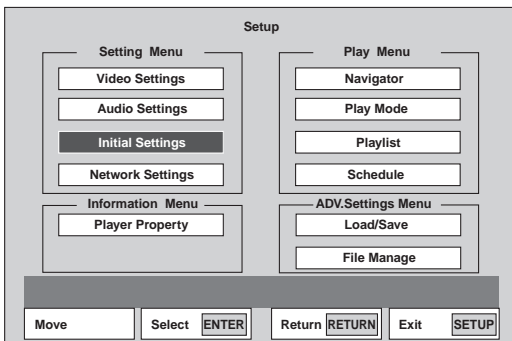 Setup
Setting Menu
Video Settings
Audio Settings
Initial Settings
Network Settings
Information Menu
Player Property
Play Menu
Navigator
Play Mode
Playlist
Schedule
ADV.Settings Menu
Load/Save
File Manage
Move Select ENTER Return RETURN Exit SETUP